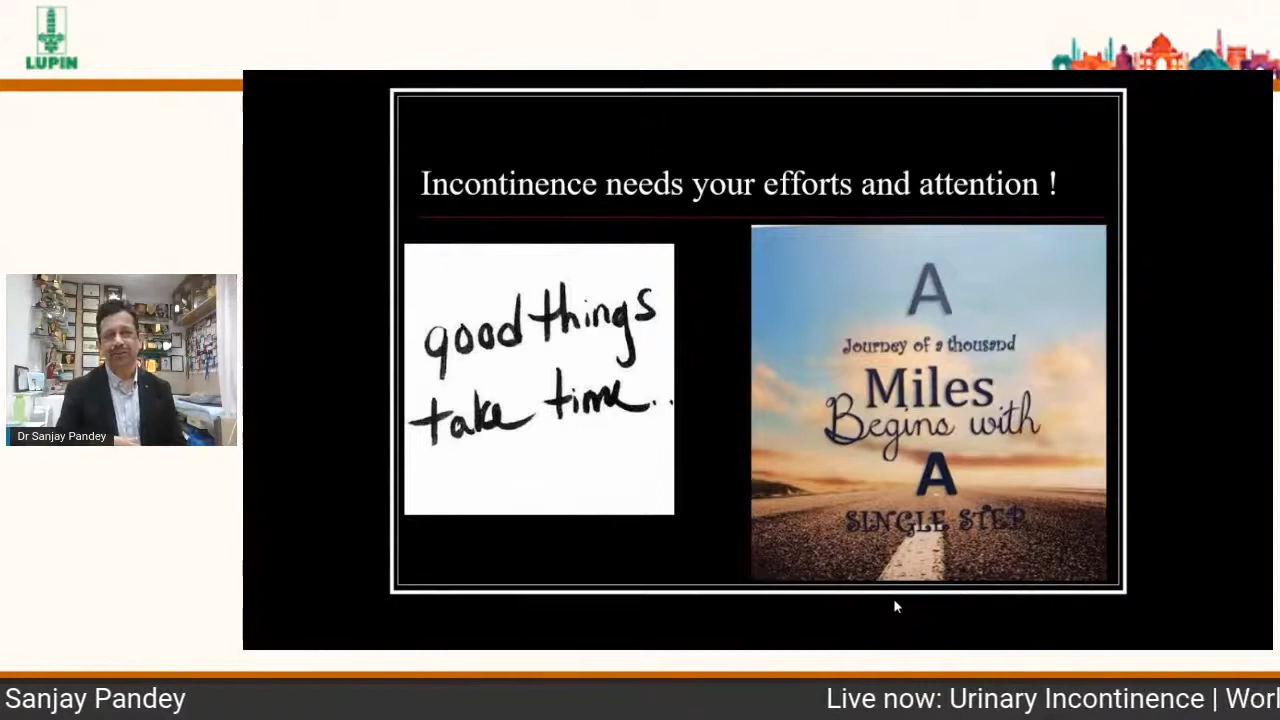 LUPIN
Incontinence needs your efforts and attention !
good things
take time..
A
Journey of a thousand
Miles
Begins with
A
SINGLE STEP
Dr Sanjay Pandey
Sanjay Pandey
Live now: Urinary Incontinence | Worl